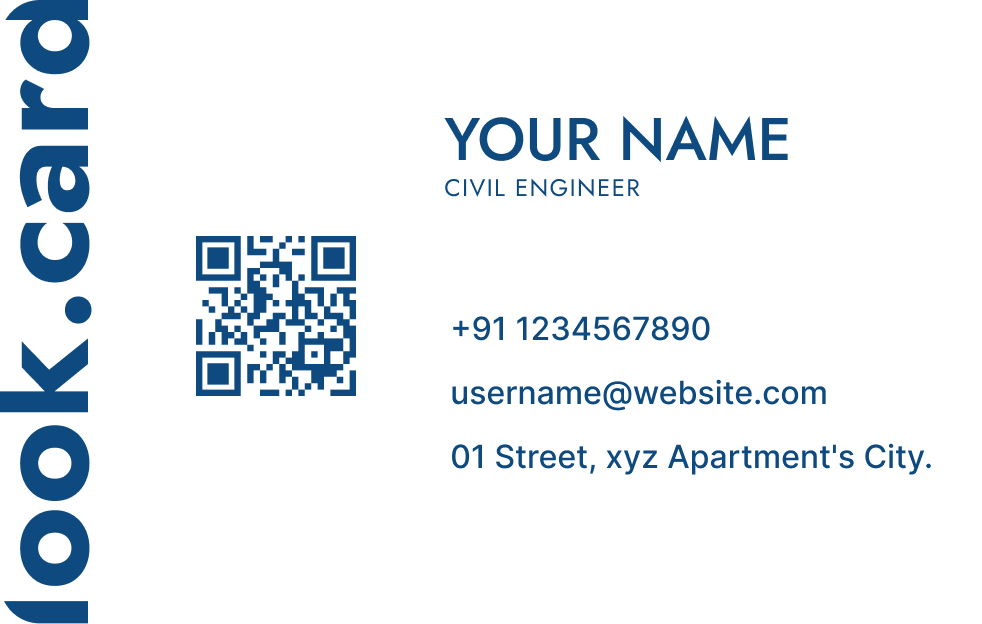 look.card
YOUR NAME
CIVIL ENGINEER
+91 1234567890
username@website.com
01 Street, xyz Apartment's City.